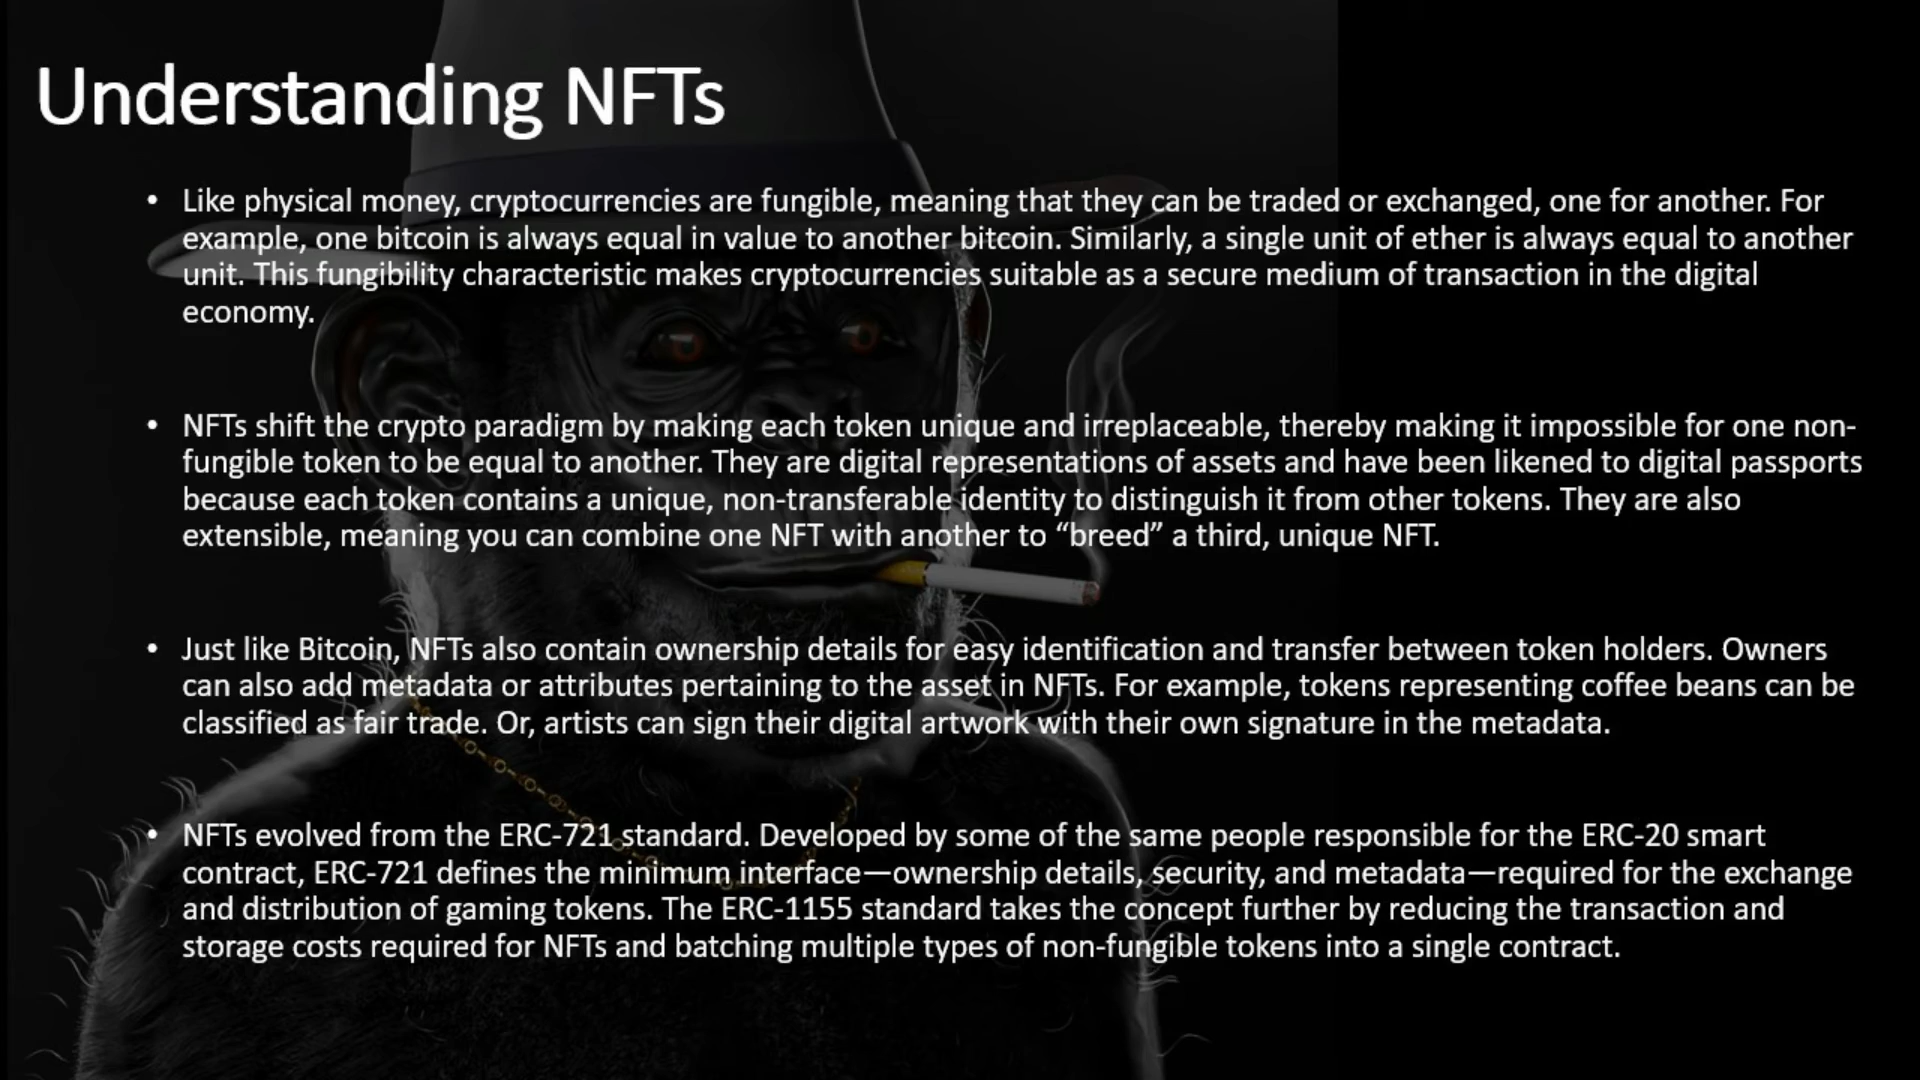 Understanding NFTs
• Like physical money, cryptocurrencies are fungible, meaning that they can be traded or exchanged, one for another. For
example, one bitcoin is always equal in value to another bitcoin. Similarly, a single unit of ether is always equal to another
unit. This fungibility characteristic makes cryptocurrencies suitable as a secure medium of transaction in the digital
economy.
• NFTs shift the crypto paradigm by making each token unique and irreplaceable, thereby making it impossible for one non-
fungible token to be equal to another. They are digital representations of assets and have been likened to digital passports
because each token contains a unique, non-transferable identity to distinguish it from other tokens. They are also
extensible, meaning you can combine one NFT with another to “breed” a third, unique NFT.
• Just like Bitcoin, NFTs also contain ownership details for easy identification and transfer between token holders. Owners
can also add metadata or attributes pertaining to the asset in NFTs. For example, tokens representing coffee beans can be
classified as fair trade. Or, artists can sign their digital artwork with their own signature in the metadata.
• NFTs evolved from the ERC-721 standard. Developed by some of the same people responsible for the ERC-20 smart
contract, ERC-721 defines the minimum interface—ownership details, security, and metadata—required for the exchange
and distribution of gaming tokens. The ERC-1155 standard takes the concept further by reducing the transaction and
storage costs required for NFTs and batching multiple types of non-fungible tokens into a single contract.